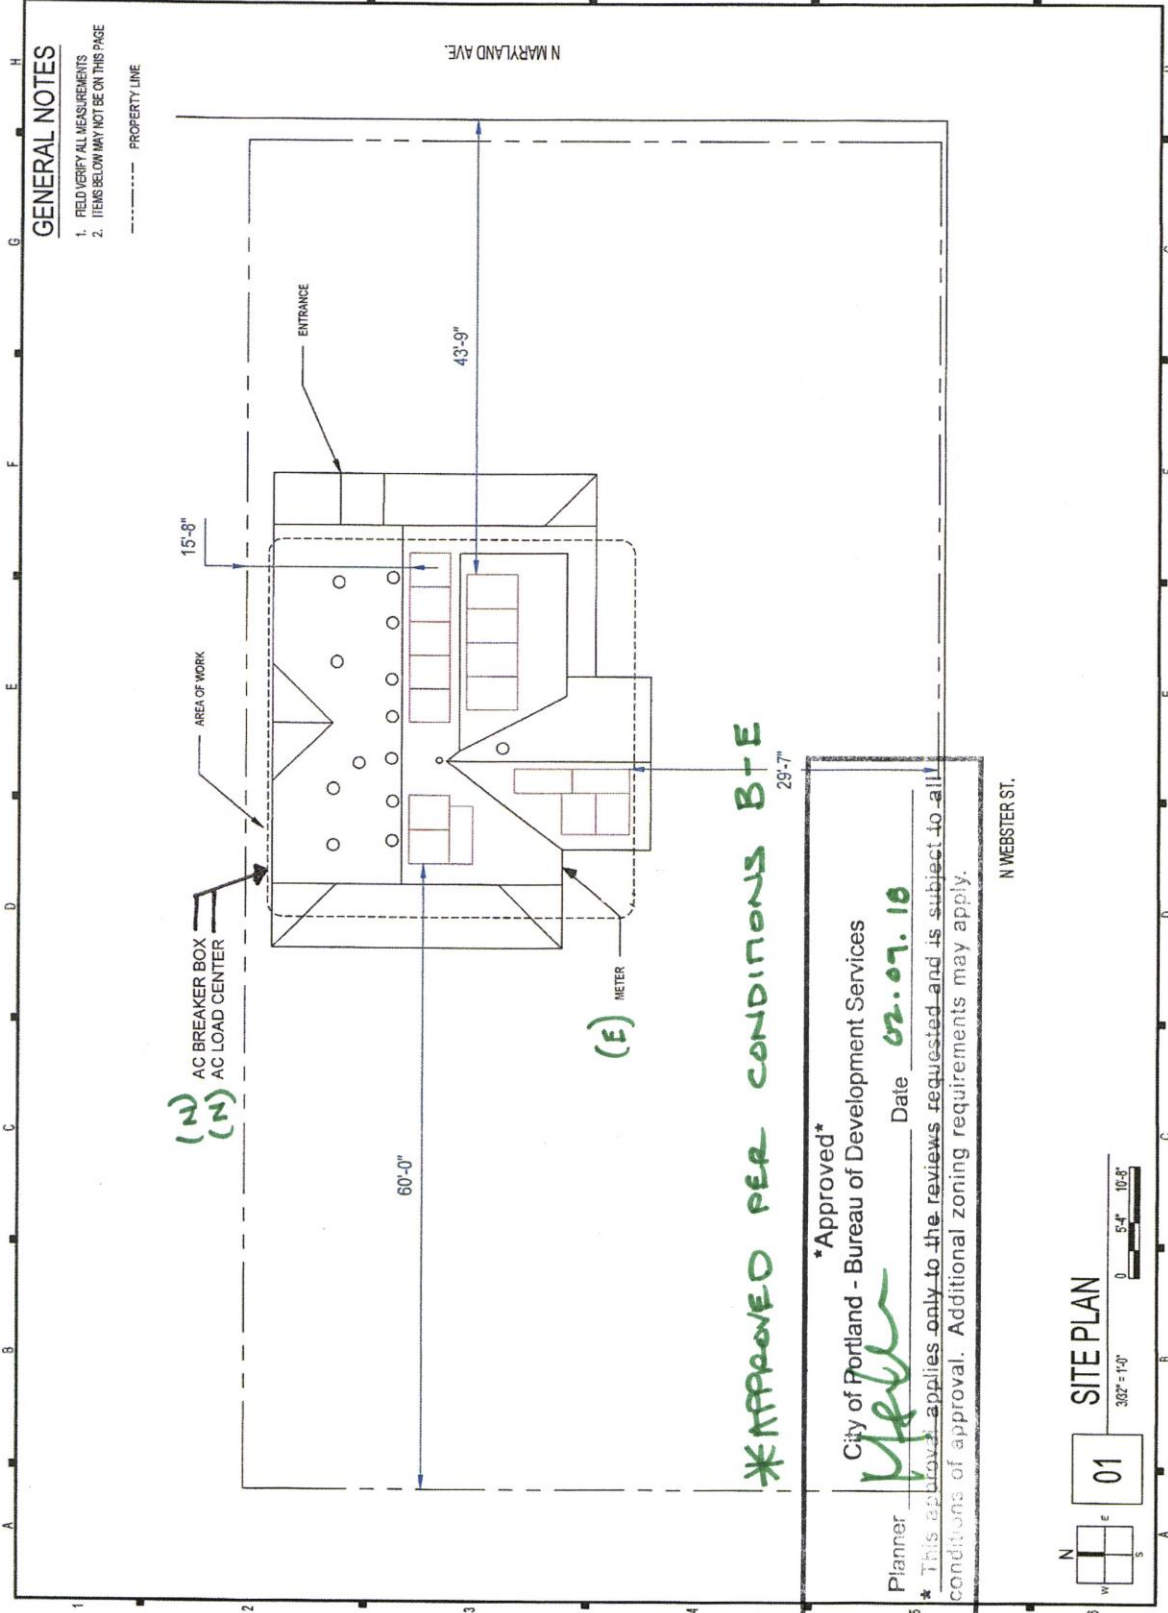 GENERAL NOTES
1. FIELD VERIFY ALL MEASUREMENTS
2. ITEMS BELOW MAY NOT BE ON THIS PAGE
PROPERTY LINE
N MARYLAND AVE.
ENTRANCE
15'-8"
43'-9"
AREA OF WORK
(N) AC BREAKER BOX
(N) AC LOAD CENTER
60'-0"
(E) METER
29'-7"
*APPROVED PER CONDITIONS B-E
*Approved*
City of Portland - Bureau of Development Services
Planner Date 02.09.18
* This approval applies only to the reviews requested and is subject to all
conditions of approval. Additional zoning requirements may apply.
N WEBSTER ST.
N
W E
S
01
SITE PLAN
3/32" = 1'-0"
0 5'-4" 10'-8"
A B C D E F G H
A B C D E F G
1
2
3
4
5